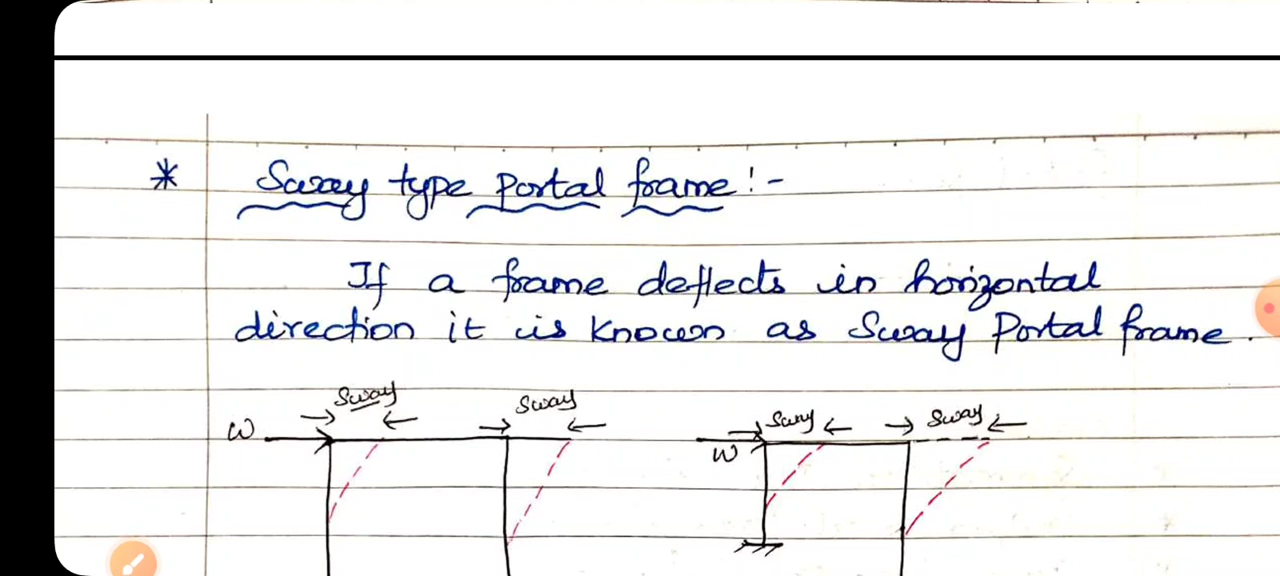 * Sway type Portal frame:-
If a frame deflects in horizontal
direction it is known as Sway Portal frame.
Sway Sway Sway Sway
W W